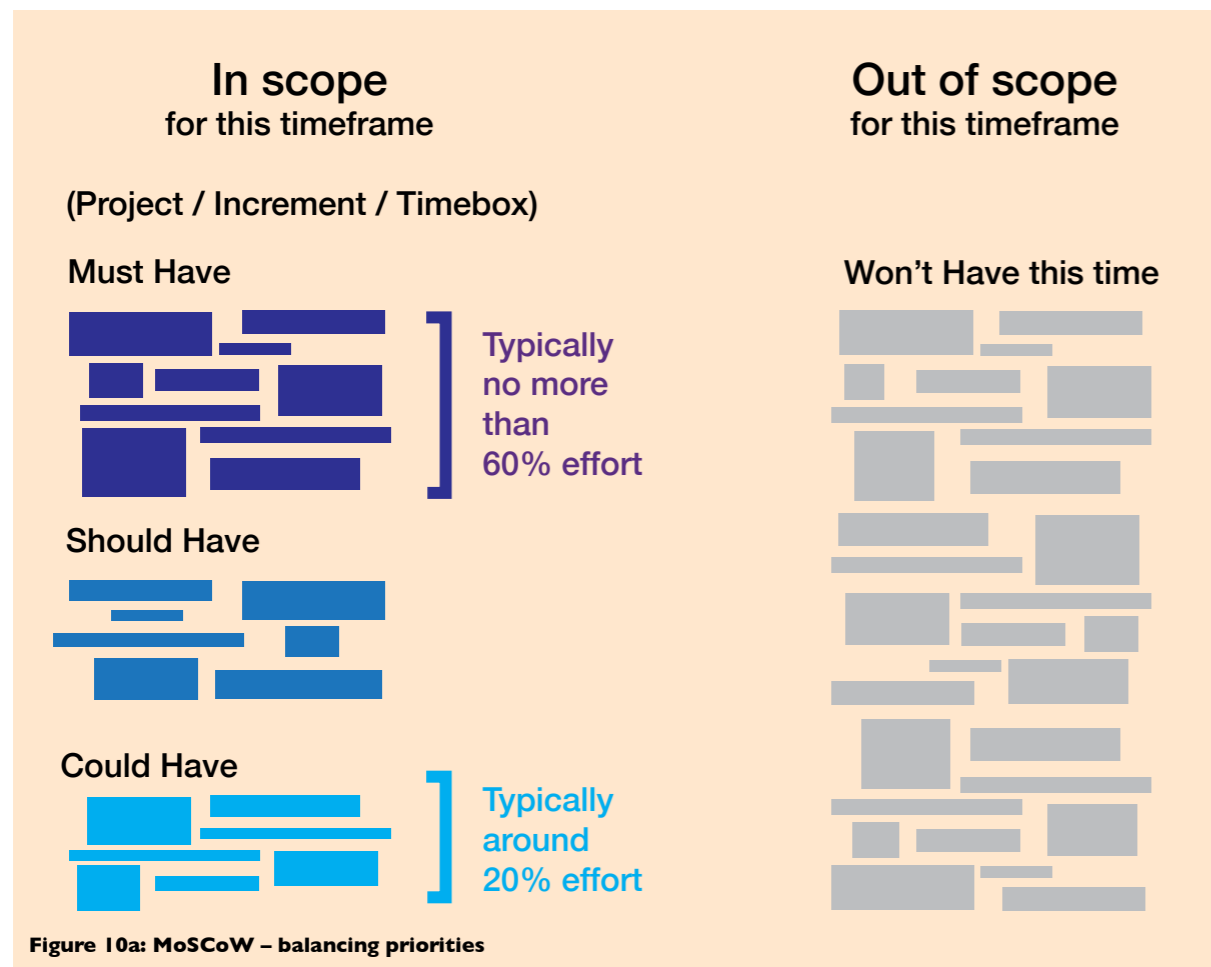 In scope
for this timeframe
(Project / Increment / Timebox)
Must Have
Typically
no more
than
60% effort
Should Have
Could Have
Typically
around
20% effort
Out of scope
for this timeframe
Won't Have this time
Figure 10a: MoSCoW – balancing priorities